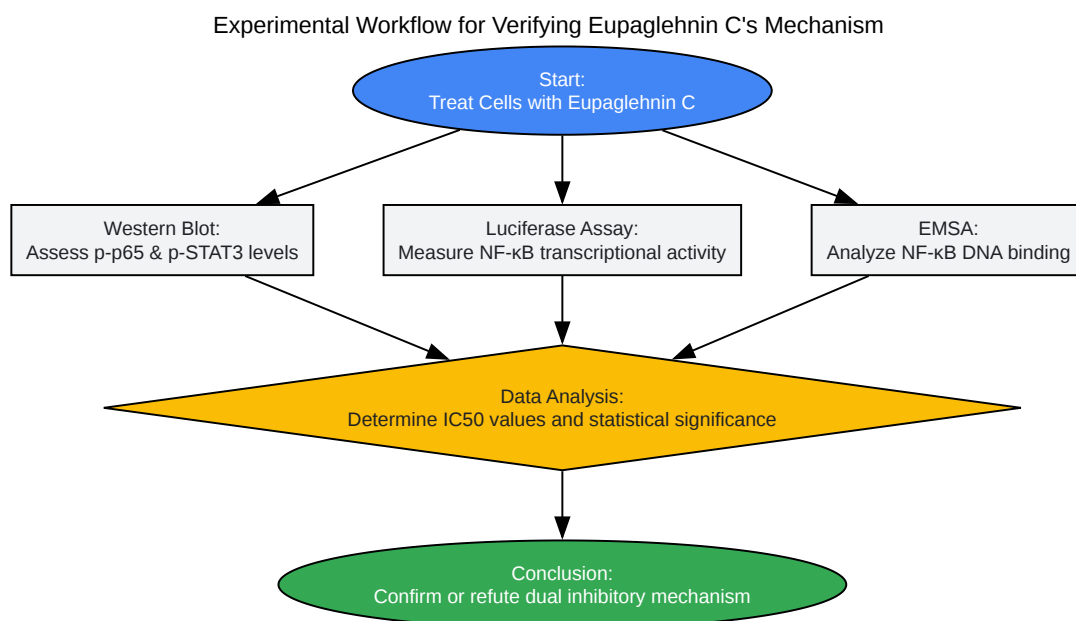 Experimental Workflow for Verifying Eupaglehnin C's Mechanism
Start:
Treat Cells with Eupaglehnin C
Western Blot:
Assess p-p65 & p-STAT3 levels
Luciferase Assay:
Measure NF-κB transcriptional activity
EMSA:
Analyze NF-κB DNA binding
Data Analysis:
Determine IC50 values and statistical significance
Conclusion:
Confirm or refute dual inhibitory mechanism